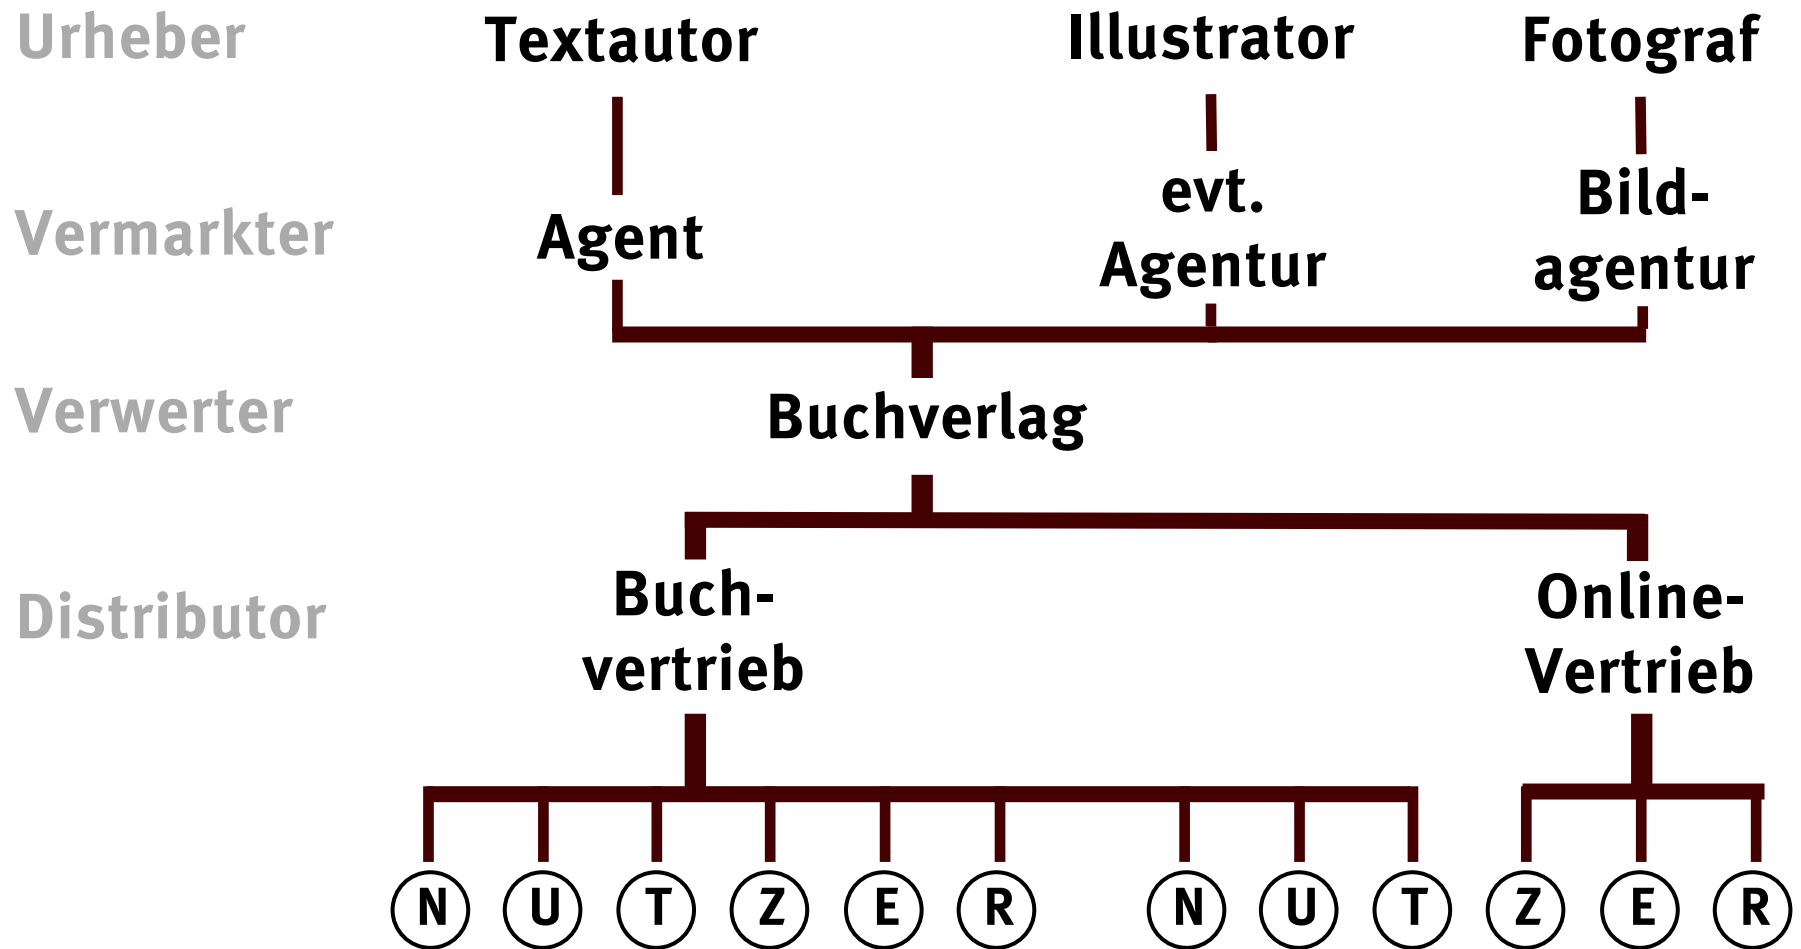 Urheber Textautor Illustrator Fotograf
Vermarkter Agent evt. Agentur Bild-agentur
Verwerter Buchverlag
Distributor Buch-vertrieb Online-Vertrieb
N U T Z E R N U T Z E R